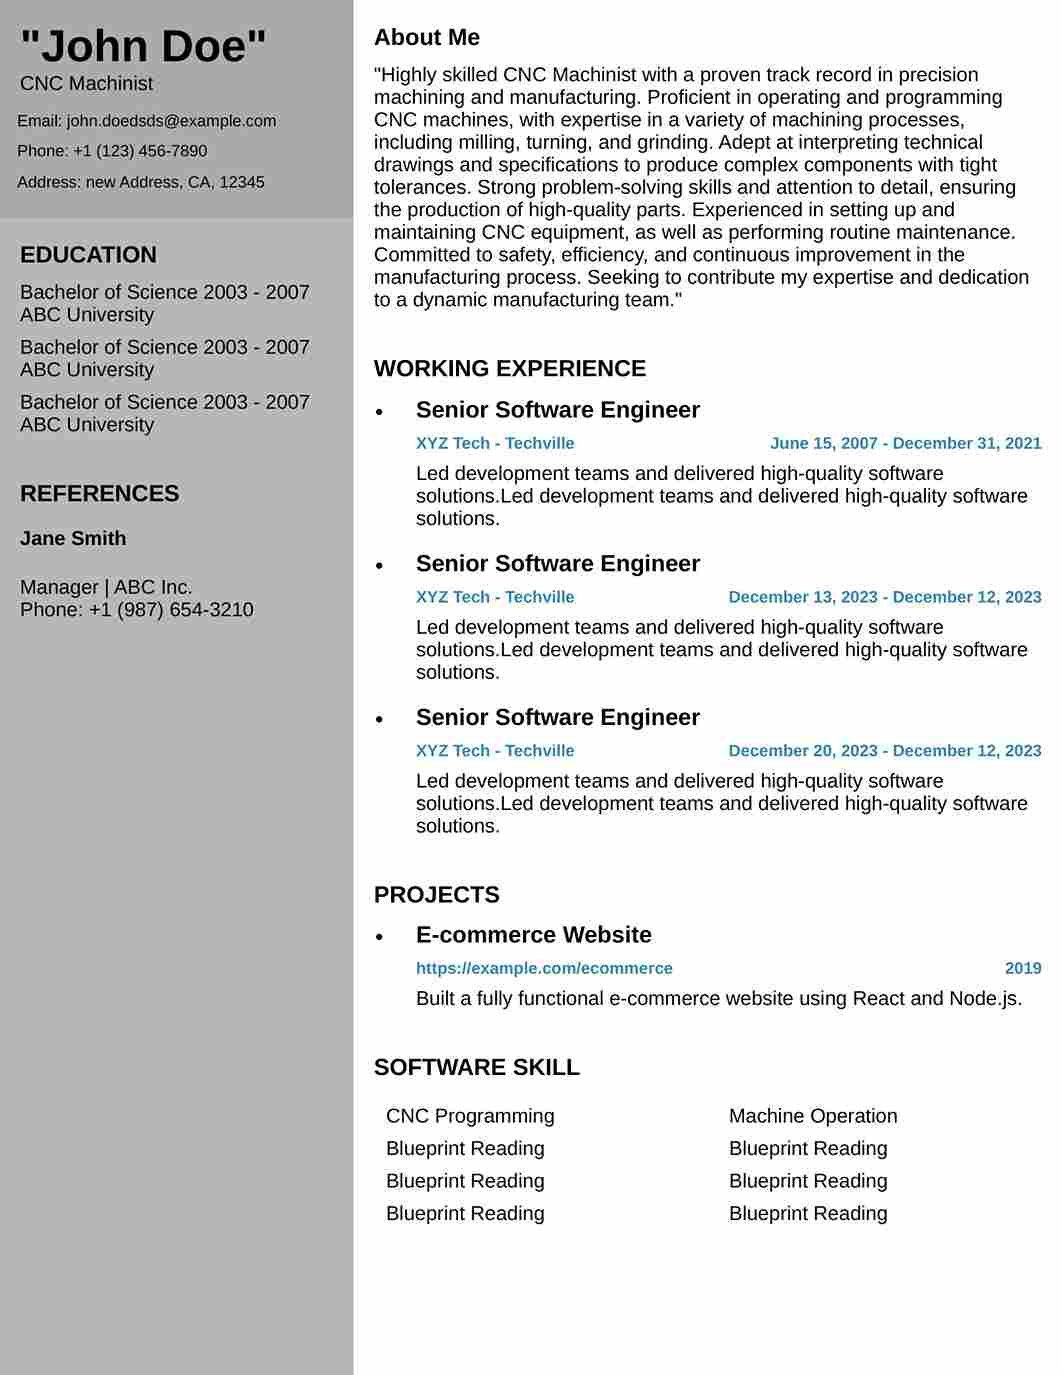 "John Doe"
CNC Machinist
Email: john.doedsds@example.com
Phone: +1 (123) 456-7890
Address: new Address, CA, 12345
EDUCATION
Bachelor of Science 2003 - 2007
ABC University
Bachelor of Science 2003 - 2007
ABC University
Bachelor of Science 2003 - 2007
ABC University
REFERENCES
Jane Smith
Manager | ABC Inc.
Phone: +1 (987) 654-3210
About Me
"Highly skilled CNC Machinist with a proven track record in precision
machining and manufacturing. Proficient in operating and programming
CNC machines, with expertise in a variety of machining processes,
including milling, turning, and grinding. Adept at interpreting technical
drawings and specifications to produce complex components with tight
tolerances. Strong problem-solving skills and attention to detail, ensuring
the production of high-quality parts. Experienced in setting up and
maintaining CNC equipment, as well as performing routine maintenance.
Committed to safety, efficiency, and continuous improvement in the
manufacturing process. Seeking to contribute my expertise and dedication
to a dynamic manufacturing team."
WORKING EXPERIENCE
• Senior Software Engineer
XYZ Tech - Techville June 15, 2007 - December 31, 2021
Led development teams and delivered high-quality software
solutions.Led development teams and delivered high-quality software
solutions.
• Senior Software Engineer
XYZ Tech - Techville December 13, 2023 - December 12, 2023
Led development teams and delivered high-quality software
solutions.Led development teams and delivered high-quality software
solutions.
• Senior Software Engineer
XYZ Tech - Techville December 20, 2023 - December 12, 2023
Led development teams and delivered high-quality software
solutions.Led development teams and delivered high-quality software
solutions.
PROJECTS
• E-commerce Website
https://example.com/ecommerce 2019
Built a fully functional e-commerce website using React and Node.js.
SOFTWARE SKILL
CNC Programming Machine Operation
Blueprint Reading Blueprint Reading
Blueprint Reading Blueprint Reading
Blueprint Reading Blueprint Reading